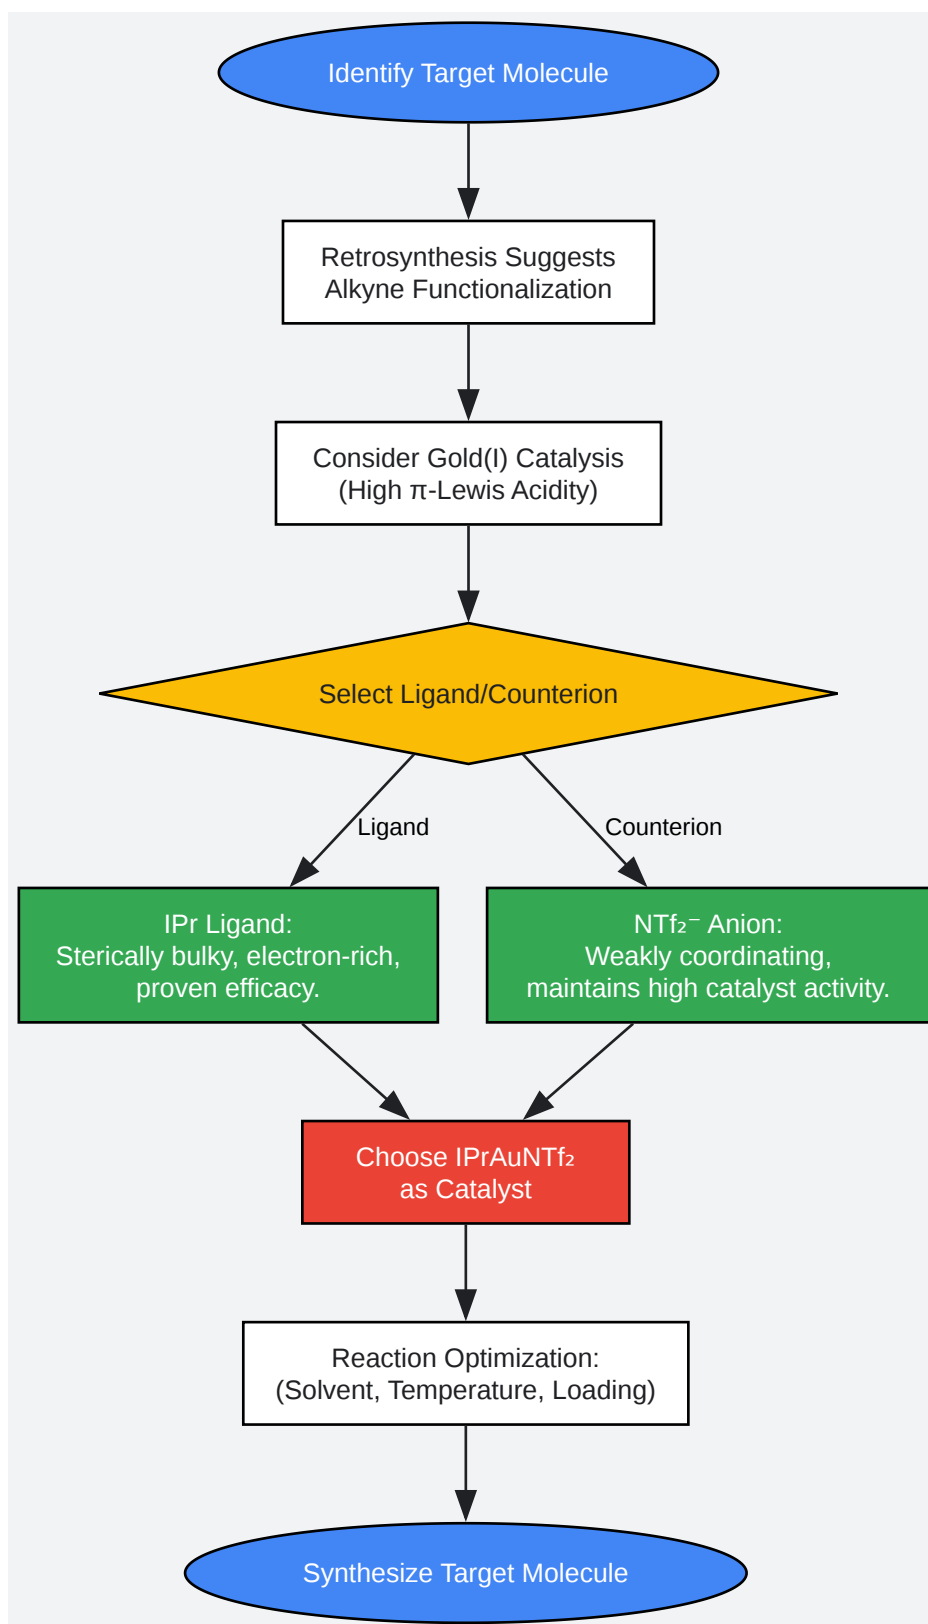 Identify Target Molecule
Retrosynthesis Suggests
Alkyne Functionalization
Consider Gold(I) Catalysis
(High π-Lewis Acidity)
Select Ligand/Counterion
Ligand
Counterion
IPr Ligand:
Sterically bulky, electron-rich,
proven efficacy.
NTf₂⁻ Anion:
Weakly coordinating,
maintains high catalyst activity.
Choose IPrAuNTf₂
as Catalyst
Reaction Optimization:
(Solvent, Temperature, Loading)
Synthesize Target Molecule